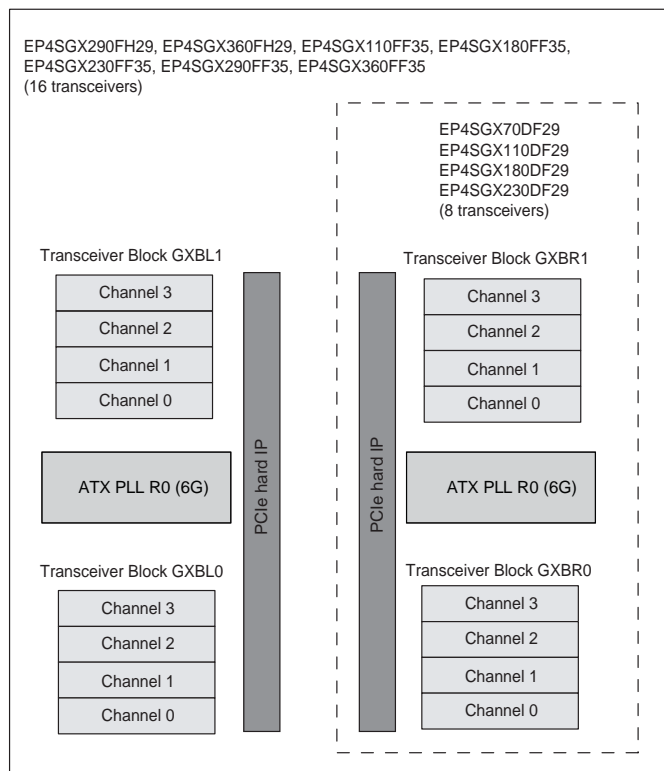 EP4SGX290FH29, EP4SGX360FH29, EP4SGX110FF35, EP4SGX180FF35,
EP4SGX230FF35, EP4SGX290FF35, EP4SGX360FF35
(16 transceivers)
EP4SGX70DF29
EP4SGX110DF29
EP4SGX180DF29
EP4SGX230DF29
(8 transceivers)
Transceiver Block GXBL1
Channel 3
Channel 2
Channel 1
Channel 0
ATX PLL R0 (6G)
Transceiver Block GXBL0
Channel 3
Channel 2
Channel 1
Channel 0
PCIe hard IP
PCIe hard IP
Transceiver Block GXBR1
Channel 3
Channel 2
Channel 1
Channel 0
ATX PLL R0 (6G)
Transceiver Block GXBR0
Channel 3
Channel 2
Channel 1
Channel 0